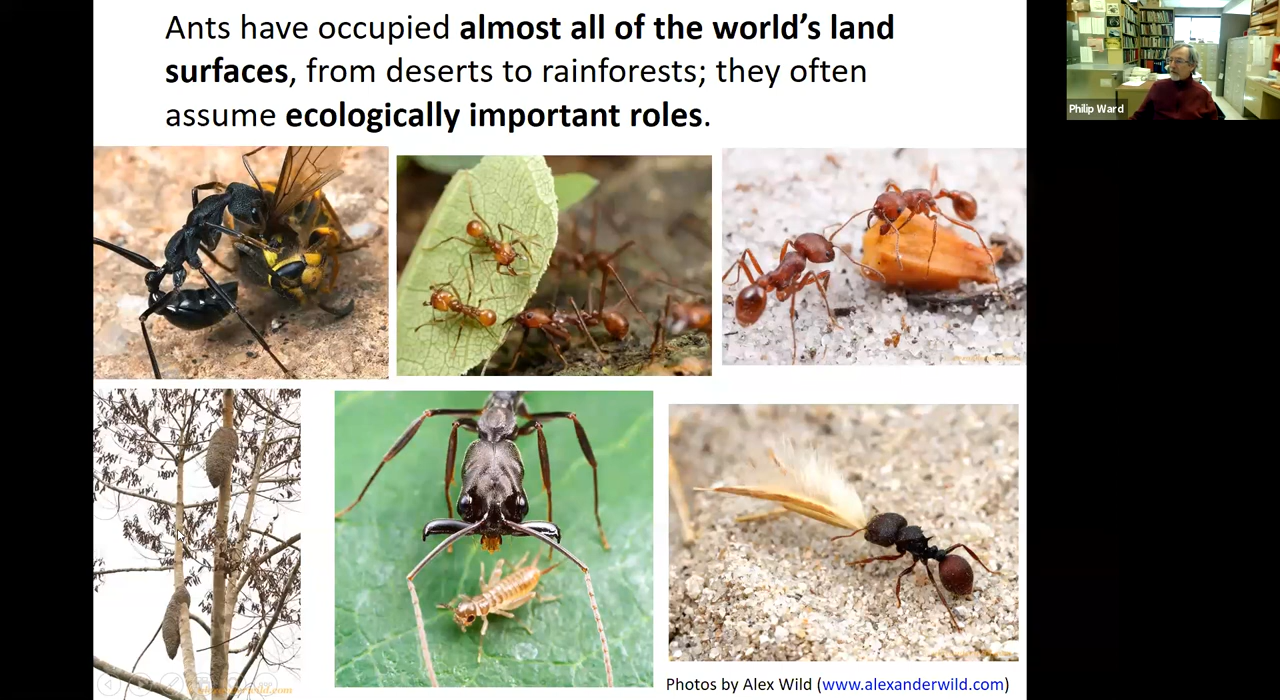 Ants have occupied almost all of the world’s land
surfaces, from deserts to rainforests; they often
assume ecologically important roles.
Philip Ward
Photos by Alex Wild (www.alexanderwild.com)